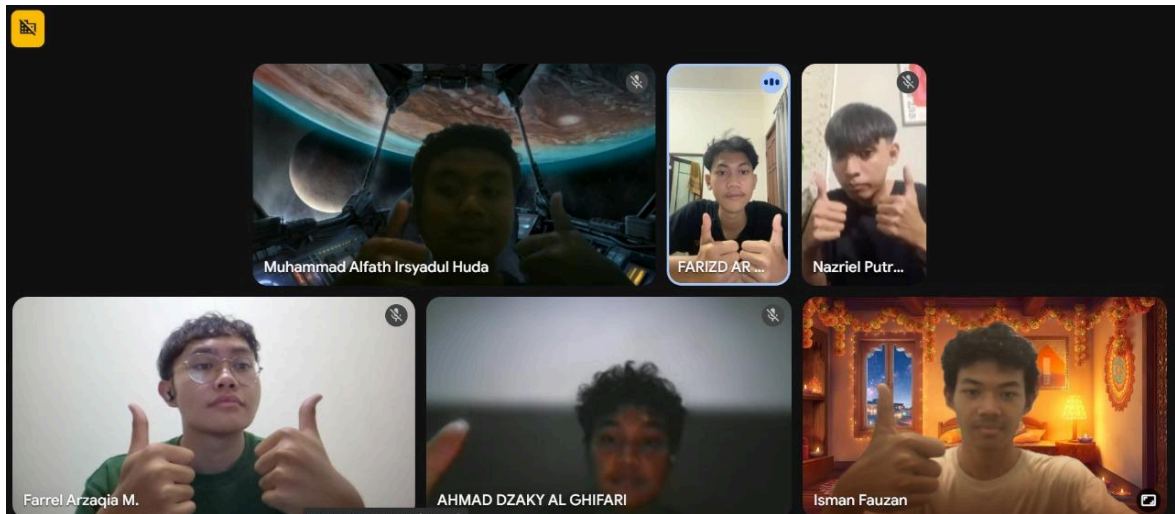 Muhammad Alfath Irsyadul Huda
FARIZD AR ...
Nazriel Putr...
Farrel Arzaqia M.
AHMAD DZAKY AL GHIFARI
Isman Fauzan